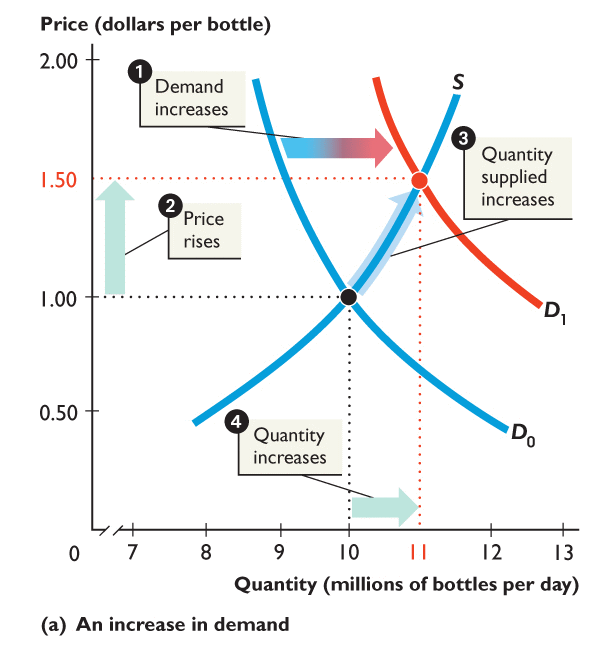 Price (dollars per bottle)
2.00
1
Demand
increases
S
3
Quantity
supplied
increases
1.50
2
Price
rises
1.00
D1
0.50
4
Quantity
increases
D0
0
7
8
9
10
11
12
13
Quantity (millions of bottles per day)
(a) An increase in demand